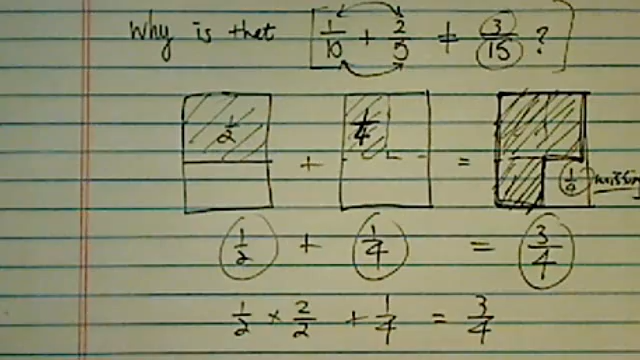 Why is that [ 1/10 + 2/5 ≠ 3/15 ? ]
1/2 + 1/4 = 1/4 missing
1/2 + 1/4 = 3/4
1/2 × 2/2 + 1/4 = 3/4